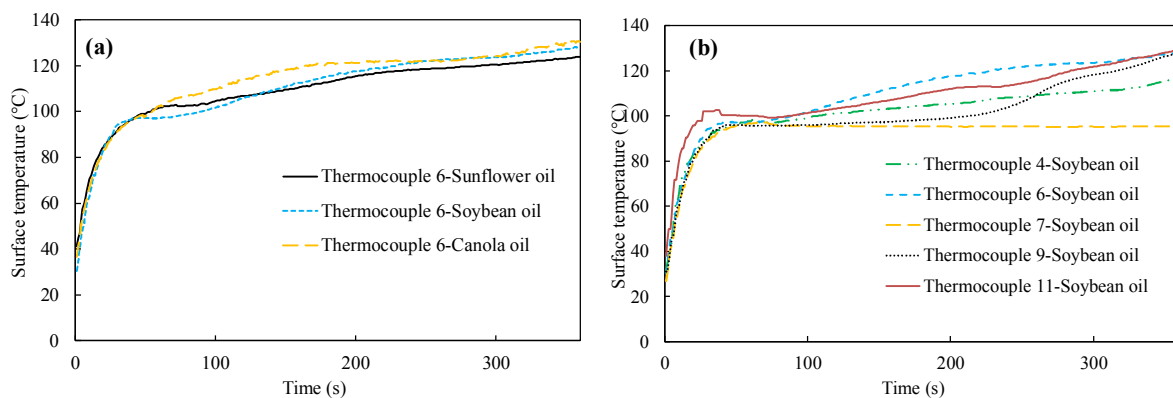 (a)
Surface temperature (°C)
140
120
100
80
60
40
20
0
Thermocouple 6-Sunflower oil
Thermocouple 6-Soybean oil
Thermocouple 6-Canola oil
0 100 200 300
Time (s)
(b)
Surface temperature (°C)
140
120
100
80
60
40
20
0
Thermocouple 4-Soybean oil
Thermocouple 6-Soybean oil
Thermocouple 7-Soybean oil
Thermocouple 9-Soybean oil
Thermocouple 11-Soybean oil
0 100 200 300
Time (s)